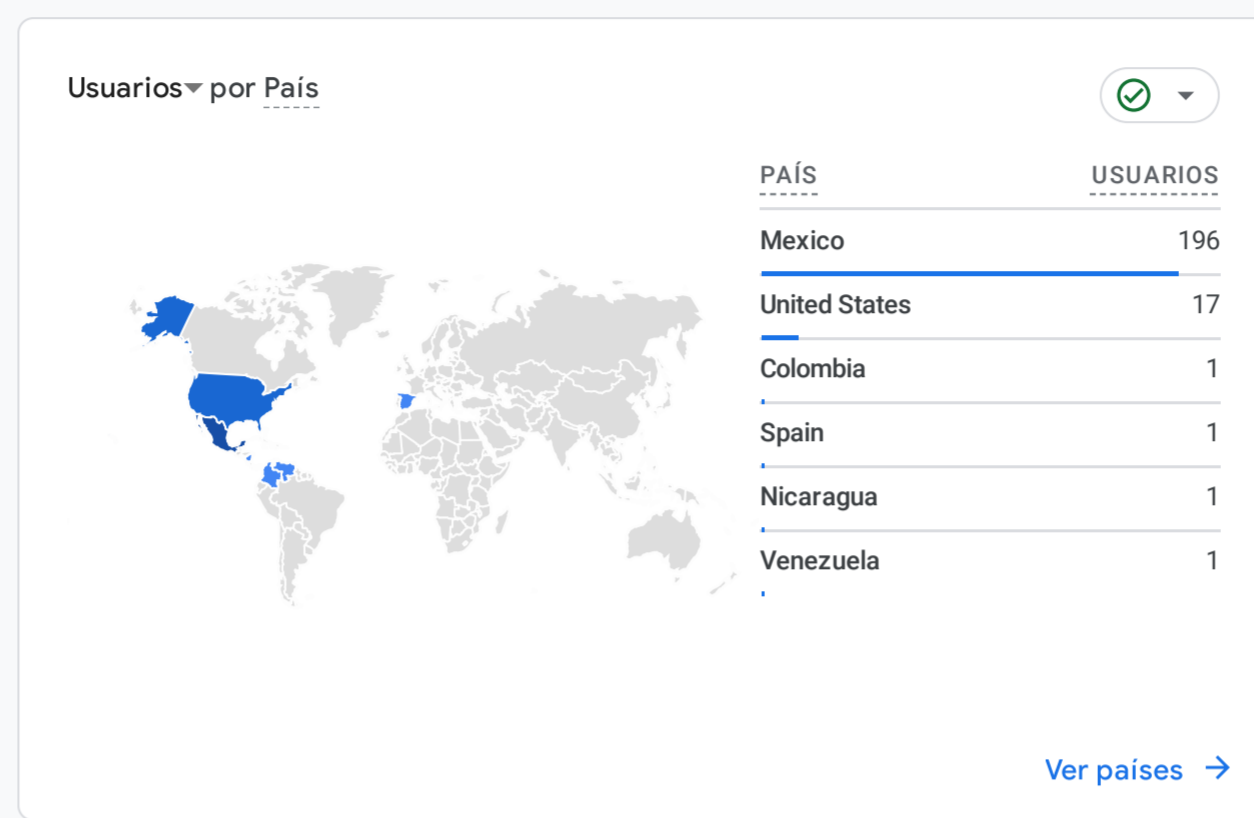 Usuarios por País
PAÍS USUARIOS
Mexico 196
United States 17
Colombia 1
Spain 1
Nicaragua 1
Venezuela 1
Ver países